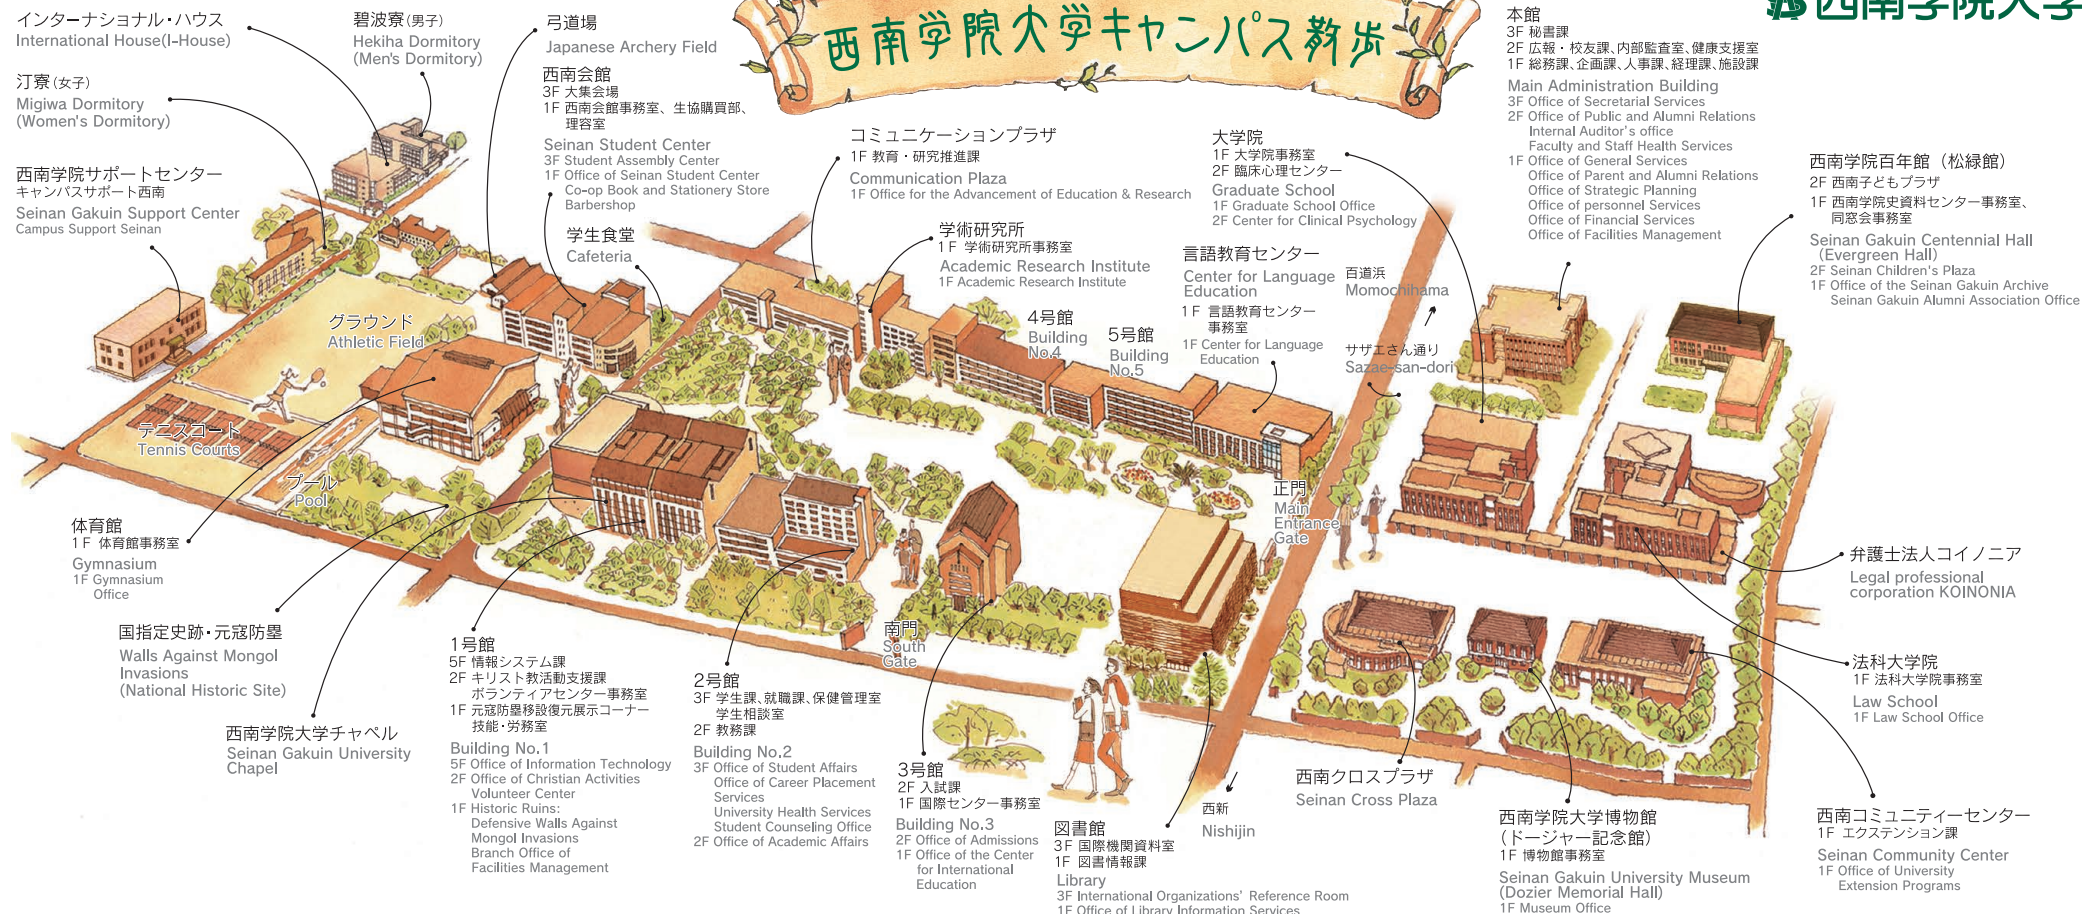 西南学院大学キャンパス散歩
西南学院大学
インターナショナル・ハウス
International House(I-House)
汀寮(女子)
Migiwa Dormitory
(Women's Dormitory)
西南学院サポートセンター
キャンパスサポート西南
Seinan Gakuin Support Center
Campus Support Seinan
碧波寮(男子)
Hekiha Dormitory
(Men's Dormitory)
弓道場
Japanese Archery Field
西南会館
3F 大集会場
1F 西南会館事務室、生協購買部、
理容室
Seinan Student Center
3F Student Assembly Center
1F Office of Seinan Student Center
Co-op Book and Stationery Store
Barbershop
学生食堂
Cafeteria
コミュニケーションプラザ
1F 教育・研究推進課
Communication Plaza
1F Office for the Advancement of Education & Research
学術研究所
1F 学術研究所事務室
Academic Research Institute
1F Academic Research Institute
4号館
Building
No.4
5号館
Building
No.5
大学院
1F 大学院事務室
2F 臨床心理センター
Graduate School
1F Graduate School Office
2F Center for Clinical Psychology
言語教育センター
Center for Language
Education
1F 言語教育センター
事務室
1F Center for Language
Education
百道浜
Momochihama
サザエさん通り
Sazae-san-dori
本館
3F 秘書課
2F 広報・校友課、内部監査室、健康支援室
1F 総務課、企画課、人事課、経理課、施設課
Main Administration Building
3F Office of Secretarial Services
2F Office of Public and Alumni Relations
Internal Auditor's office
Faculty and Staff Health Services
1F Office of General Services
Office of Parent and Alumni Relations
Office of Strategic Planning
Office of personnel Services
Office of Financial Services
Office of Facilities Management
西南学院百年館（松緑館）
2F 西南子どもプラザ
1F 西南学院史資料センター事務室、
同窓会事務室
Seinan Gakuin Centennial Hall
(Evergreen Hall)
2F Seinan Children's Plaza
1F Office of the Seinan Gakuin Archive
Seinan Gakuin Alumni Association Office
グラウンド
Athletic Field
テニスコート
Tennis Courts
プール
Pool
体育館
1F 体育館事務室
Gymnasium
1F Gymnasium
Office
国指定史跡・元寇防塁
Walls Against Mongol
Invasions
(National Historic Site)
西南学院大学チャペル
Seinan Gakuin University
Chapel
1号館
5F 情報システム課
2F キリスト教活動支援課
ボランティアセンター事務室
1F 元寇防塁移設復元展示コーナー
技能・労務室
Building No.1
5F Office of Information Technology
2F Office of Christian Activities
Volunteer Center
1F Historic Ruins:
Defensive Walls Against
Mongol Invasions
Branch Office of
Facilities Management
2号館
3F 学生課、就職課、保健管理室
学生相談室
2F 教務課
Building No.2
3F Office of Student Affairs
Office of Career Placement
Services
University Health Services
Student Counseling Office
2F Office of Academic Affairs
南門
South
Gate
3号館
2F 入試課
1F 国際センター事務室
Building No.3
2F Office of Admissions
1F Office of the Center
for International
Education
正門
Main
Entrance
Gate
図書館
3F 国際機関資料室
1F 図書情報課
Library
3F International Organizations' Reference Room
1F Office of Library Information Services
西新
Nishijin
西南クロスプラザ
Seinan Cross Plaza
西南学院大学博物館
(ドージャー記念館)
1F 博物館事務室
Seinan Gakuin University Museum
(Dozier Memorial Hall)
1F Museum Office
弁護士法人コイノニア
Legal professional
corporation KOINONIA
法科大学院
1F 法科大学院事務室
Law School
1F Law School Office
西南コミュニティーセンター
1F エクステンション課
Seinan Community Center
1F Office of University
Extension Programs